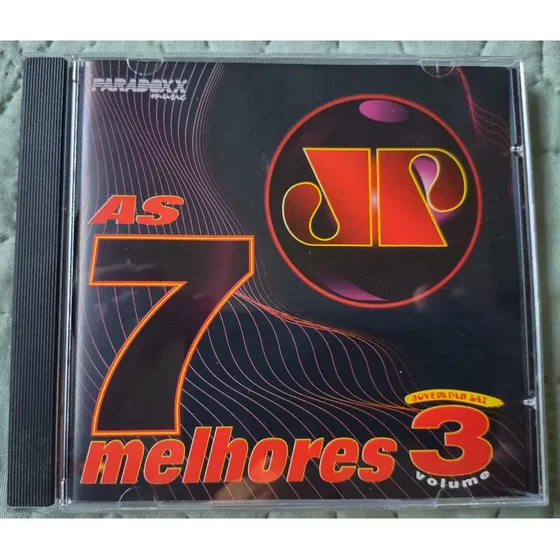 PARADOXX
music
JP
AS
7
melhores
JOVEM PAN SAT
3
volume